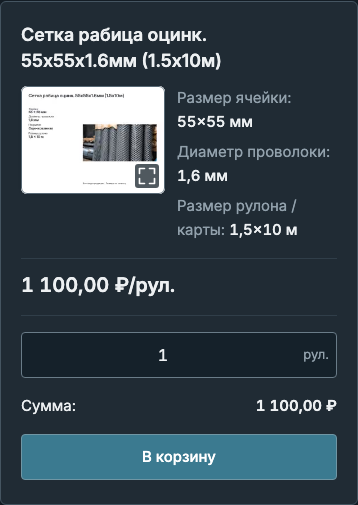 Сетка рабица оцинк.
55x55x1.6мм (1.5x10м)
Размер ячейки:
55×55 мм
Диаметр проволоки:
1,6 мм
Размер рулона /
карты: 1,5×10 м
1 100,00 ₽/рул.
1
рул.
Сумма:
1 100,00 ₽
В корзину